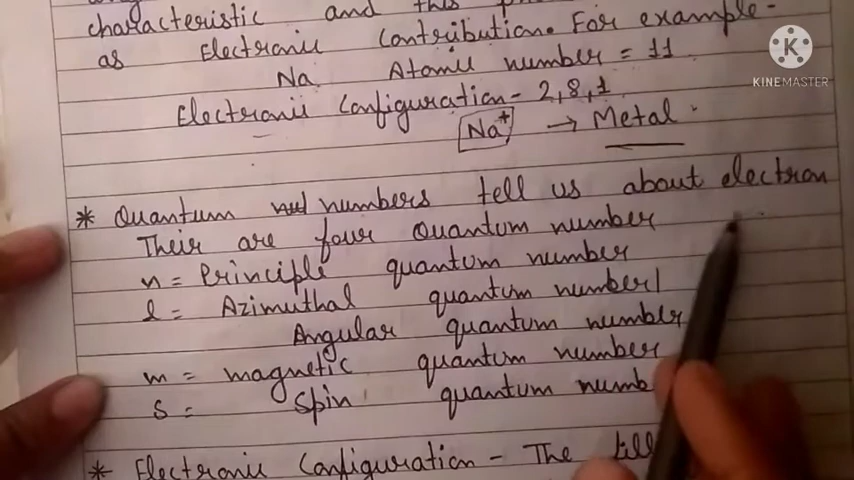 characteristic and this
as Electronic Contribution. For example-
Na Atomic number = 11
Electronic Configuration- 2,8,1
Na+ → Metal.
* Quantum numbers tell us about electron
Their are four Quantum number
n = Principle quantum number
l = Azimuthal quantum number/
Angular quantum number
m = magnetic quantum number
s = Spin quantum numb
* Electronic Configuration - The
K
KINEMASTER